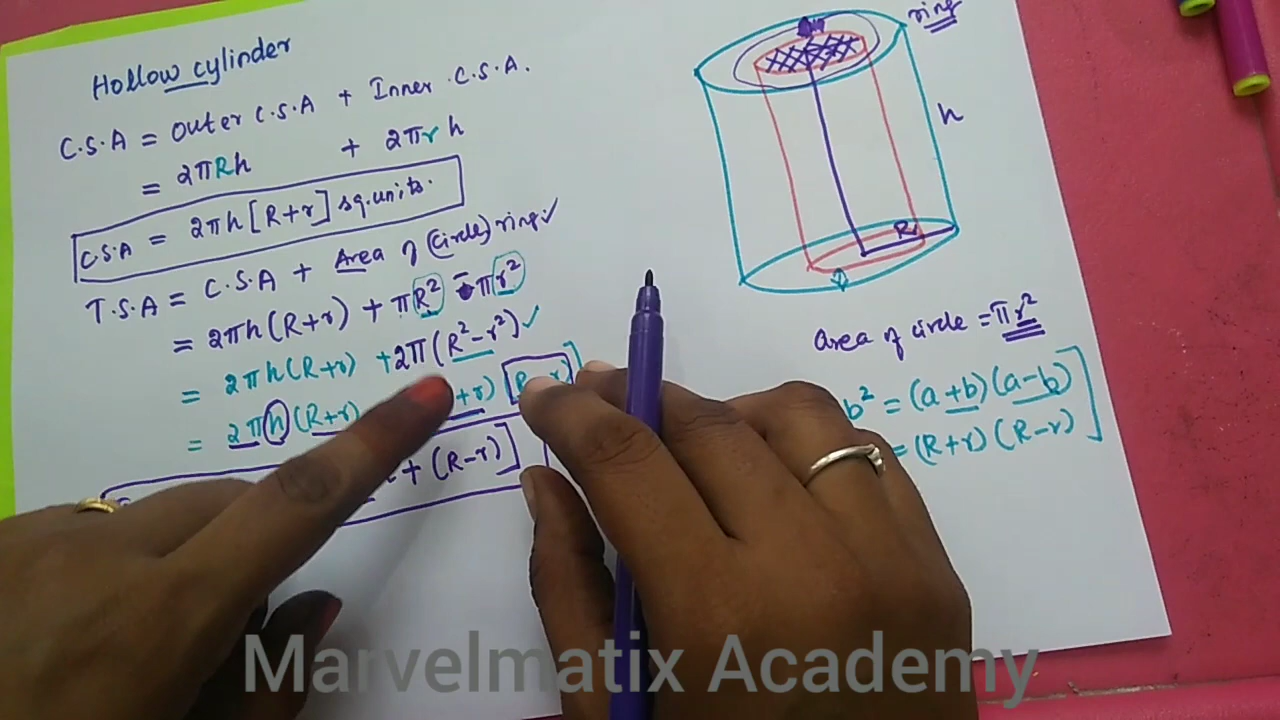 Hollow cylinder
C.S.A = Outer C.S.A + Inner C.S.A.
= 2πRh + 2πrh
C.S.A = 2πh[R+r] sq.units.
T.S.A = C.S.A + Area of (circle) ring ✓
= 2πh(R+r) + πR² - πr²
= 2πh(R+r) + 2π(R²-r²) ✓
= 2πh(R+r) +r)
+ (R-r)]
ring
h
R
area of circle = πr²
b² = (a+b)(a-b)
= (R+r)(R-r)
Marvelmatix Academy